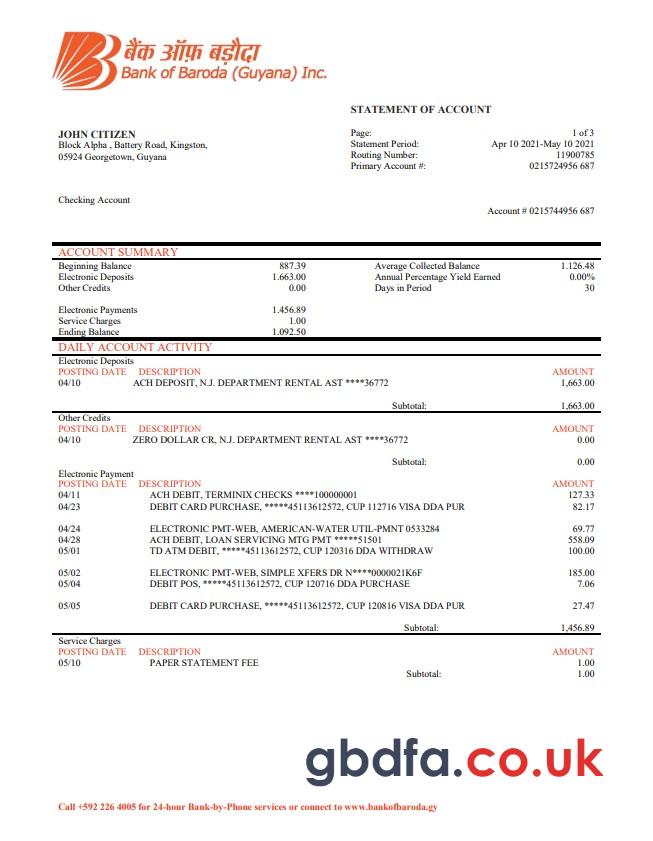 बैंक ऑफ़ बड़ौदा
Bank of Baroda (Guyana) Inc.
STATEMENT OF ACCOUNT
JOHN CITIZEN
Block Alpha , Battery Road, Kingston,
05924 Georgetown, Guyana
Page: 1 of 3
Statement Period: Apr 10 2021-May 10 2021
Routing Number: 11900785
Primary Account #: 0215724956 687
Checking Account
Account # 0215744956 687
ACCOUNT SUMMARY
Beginning Balance 887.39 Average Collected Balance 1.126.48
Electronic Deposits 1.663.00 Annual Percentage Yield Earned 0.00%
Other Credits 0.00 Days in Period 30
Electronic Payments 1.456.89
Service Charges 1.00
Ending Balance 1.092.50
DAILY ACCOUNT ACTIVITY
Electronic Deposits
POSTING DATE DESCRIPTION AMOUNT
04/10 ACH DEPOSIT, N.J. DEPARTMENT RENTAL AST ****36772 1,663.00
Subtotal: 1,663.00
Other Credits
POSTING DATE DESCRIPTION AMOUNT
04/10 ZERO DOLLAR CR, N.J. DEPARTMENT RENTAL AST ****36772 0.00
Subtotal: 0.00
Electronic Payment
POSTING DATE DESCRIPTION AMOUNT
04/11 ACH DEBIT, TERMINIX CHECKS ****100000001 127.33
04/23 DEBIT CARD PURCHASE, *****45113612572, CUP 112716 VISA DDA PUR 82.17
04/24 ELECTRONIC PMT-WEB, AMERICAN-WATER UTIL-PMNT 0533284 69.77
04/28 ACH DEBIT, LOAN SERVICING MTG PMT *****51501 558.09
05/01 TD ATM DEBIT, *****45113612572, CUP 120316 DDA WITHDRAW 100.00
05/02 ELECTRONIC PMT-WEB, SIMPLE XFERS DR N****0000021K6F 185.00
05/04 DEBIT POS, *****45113612572, CUP 120716 DDA PURCHASE 7.06
05/05 DEBIT CARD PURCHASE, *****45113612572, CUP 120816 VISA DDA PUR 27.47
Subtotal: 1,456.89
Service Charges
POSTING DATE DESCRIPTION AMOUNT
05/10 PAPER STATEMENT FEE 1.00
Subtotal: 1.00
gbdfa.co.uk
Call +592 226 4005 for 24-hour Bank-by-Phone services or connect to www.bankofbaroda.gy